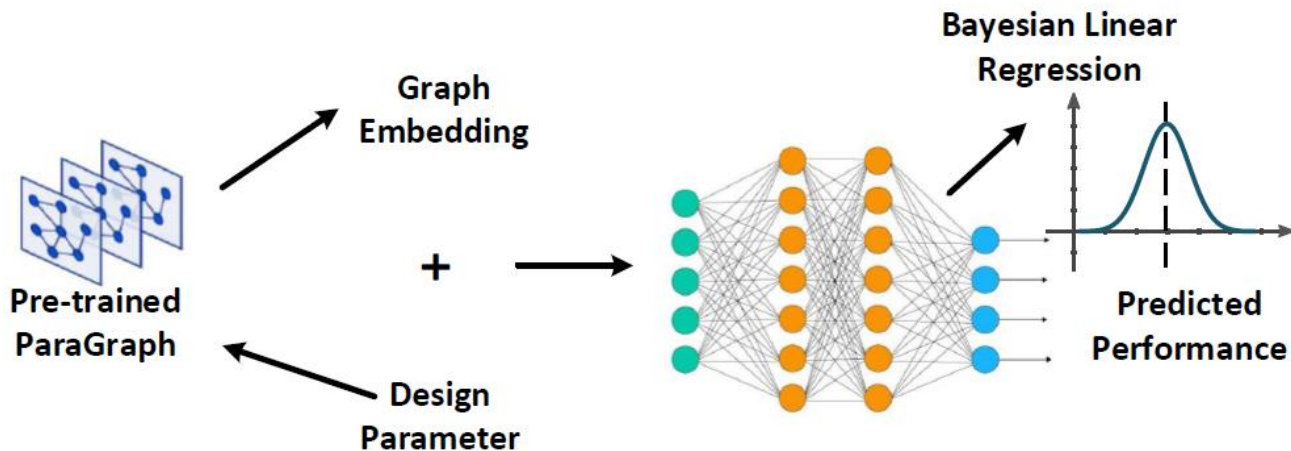 Bayesian Linear
Regression
Graph
Embedding
+
Pre-trained
ParaGraph
Design
Parameter
Predicted
Performance